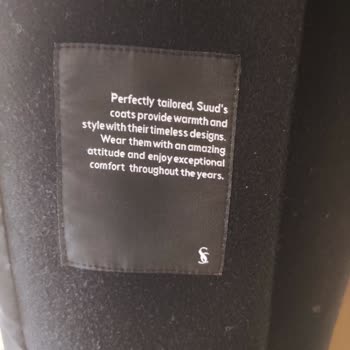 Perfectly tailored, Suud's
coats provide warmth and
style with their timeless designs.
Wear them with an amazing
attitude and enjoy exceptional
comfort throughout the years.